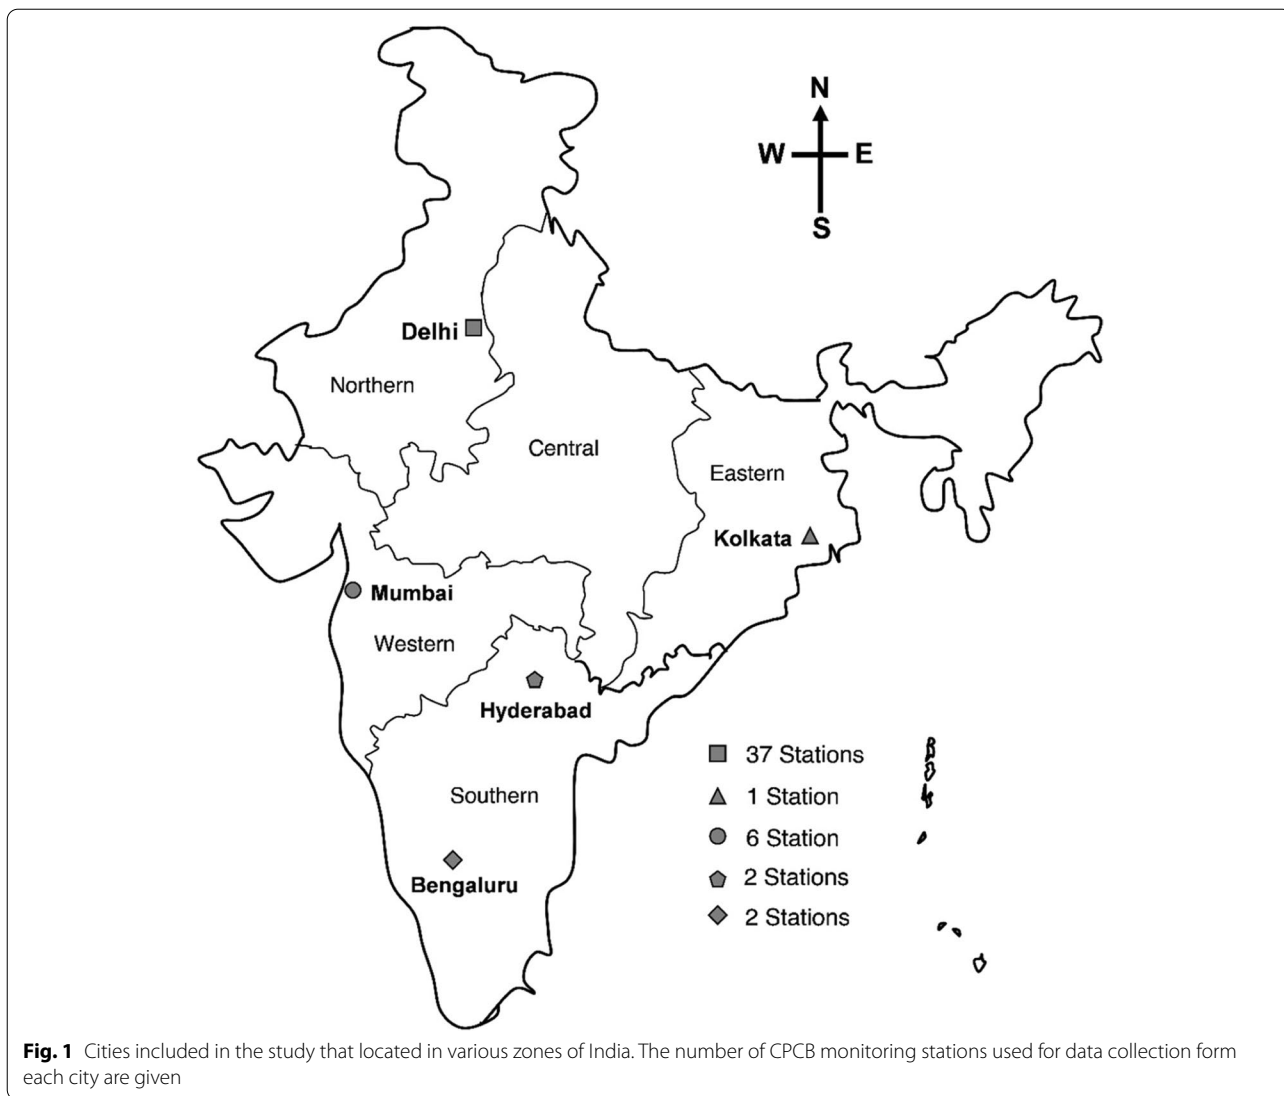 N
W E
S
Delhi
Northern
Central
Eastern
Kolkata
Mumbai
Western
Hyderabad
37 Stations
1 Station
Southern
6 Station
2 Stations
Bengaluru
2 Stations
Fig. 1 Cities included in the study that located in various zones of India. The number of CPCB monitoring stations used for data collection form
each city are given